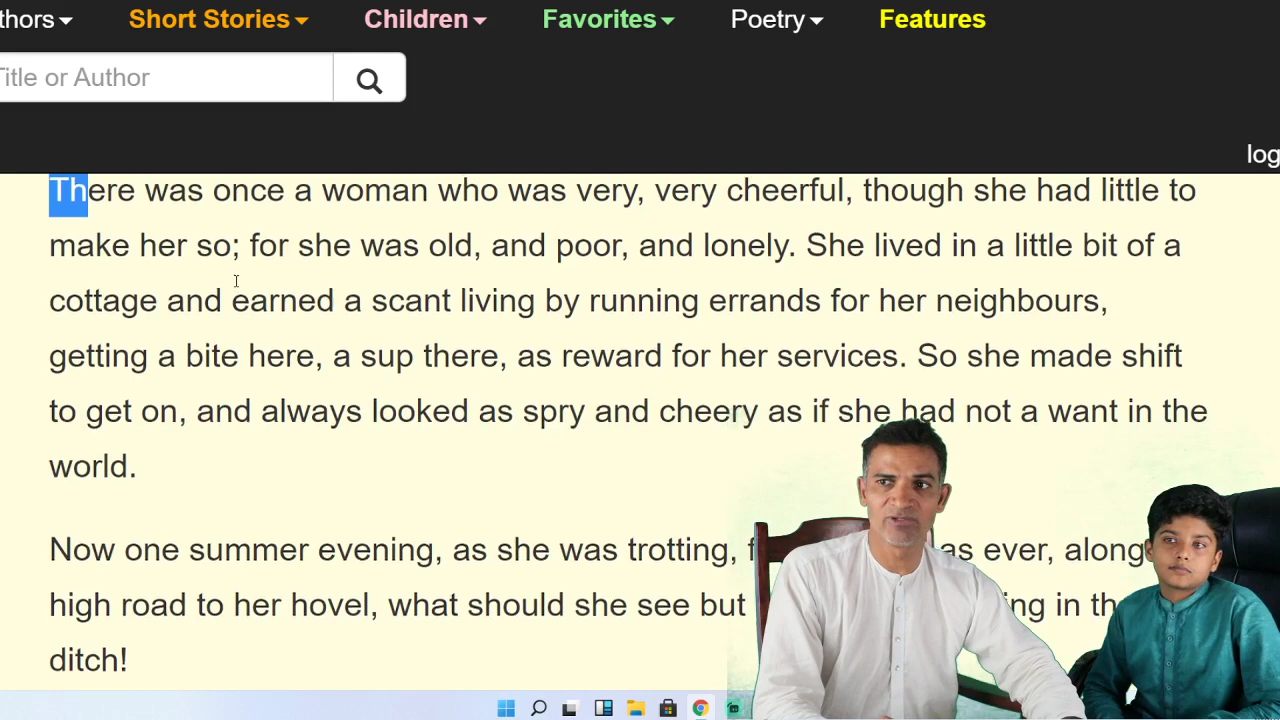 thors Short Stories Children Favorites Poetry Features
Title or Author
log
There was once a woman who was very, very cheerful, though she had little to
make her so; for she was old, and poor, and lonely. She lived in a little bit of a
cottage and earned a scant living by running errands for her neighbours,
getting a bite here, a sup there, as reward for her services. So she made shift
to get on, and always looked as spry and cheery as if she had not a want in the
world.
Now one summer evening, as she was trotting, as ever, along
high road to her hovel, what should she see but ing in th
ditch!